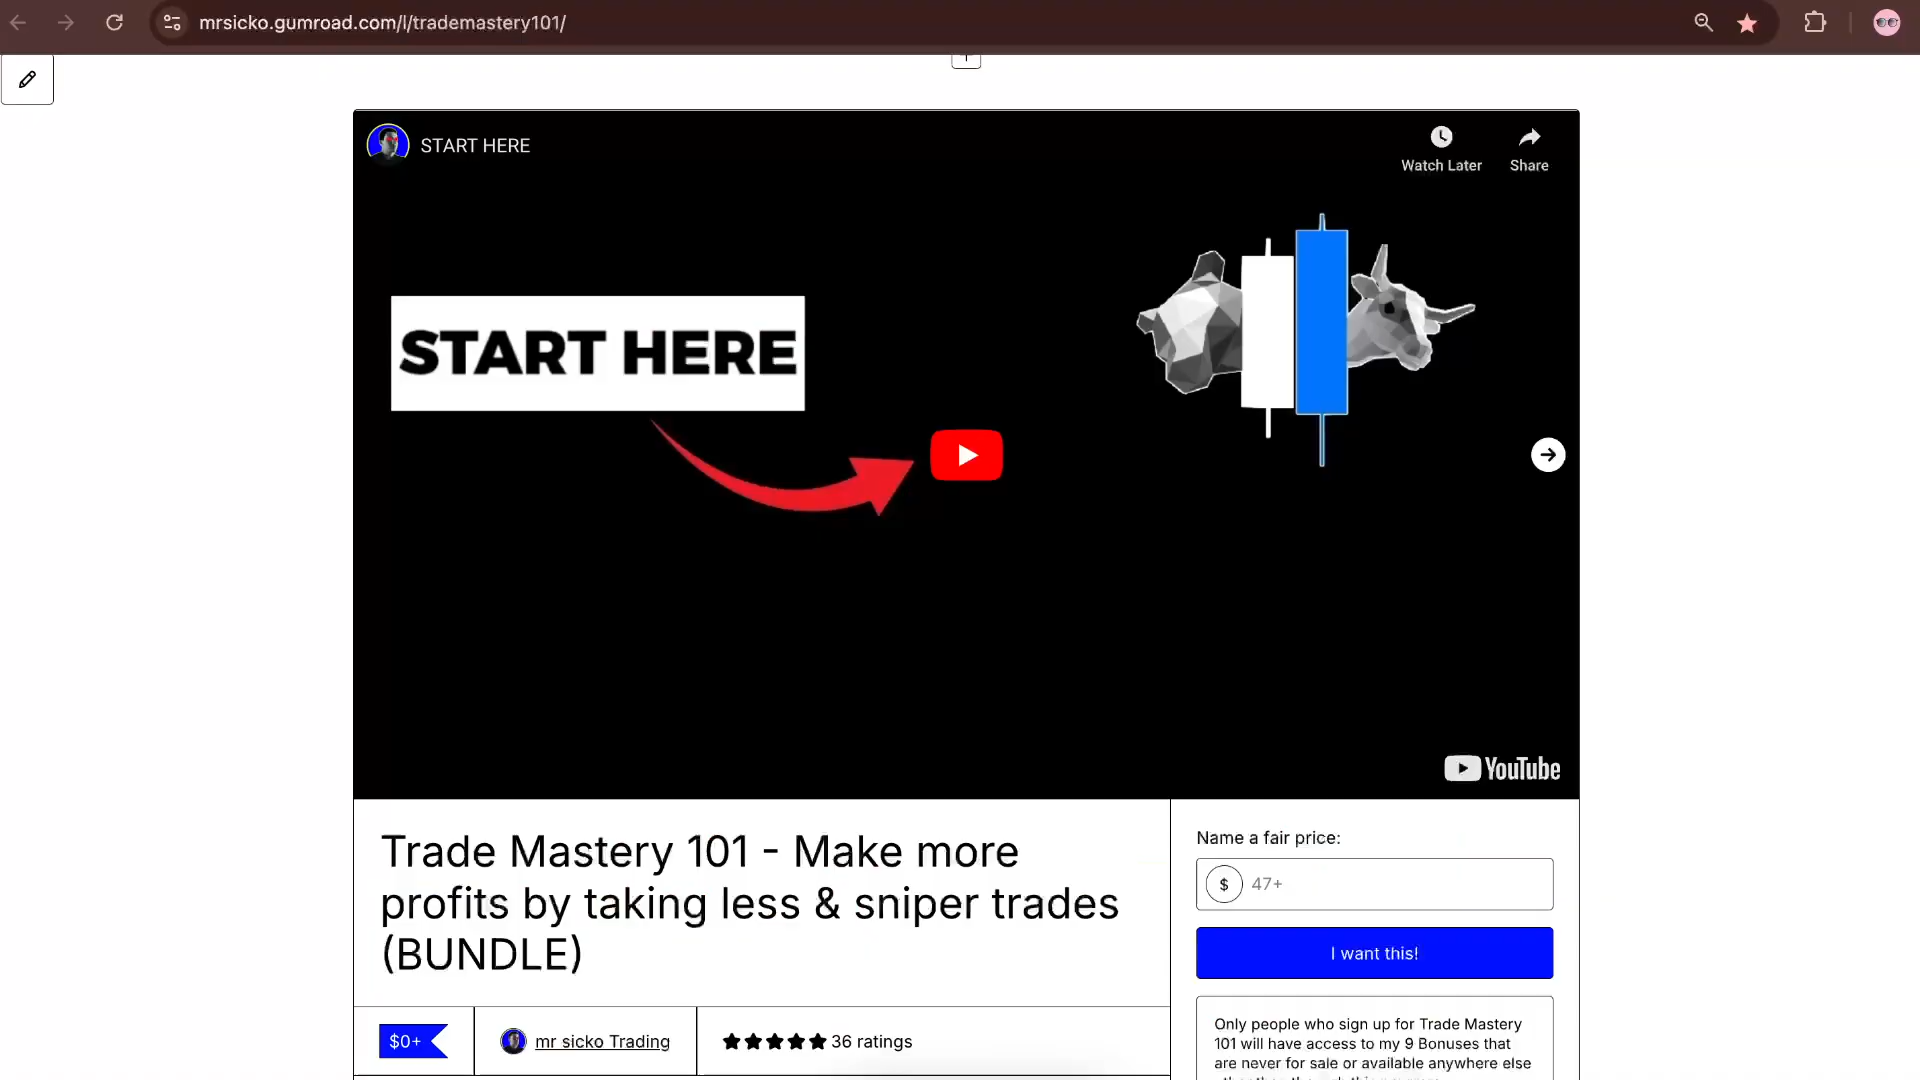 mrsicko.gumroad.com/l/trademastery101/
START HERE
Watch Later
Share
START HERE
YouTube
Trade Mastery 101 - Make more
profits by taking less & sniper trades
(BUNDLE)
Name a fair price:
$ 47+
I want this!
$0+
mr sicko Trading
36 ratings
Only people who sign up for Trade Mastery
101 will have access to my 9 Bonuses that
are never for sale or available anywhere else